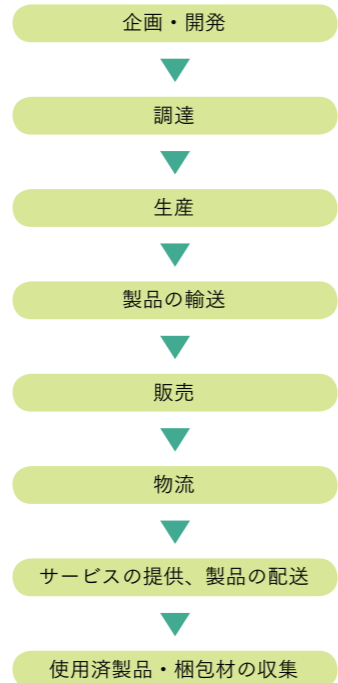 企画・開発
調達
生産
製品の輸送
販売
物流
サービスの提供、製品の配送
使用済製品・梱包材の収集